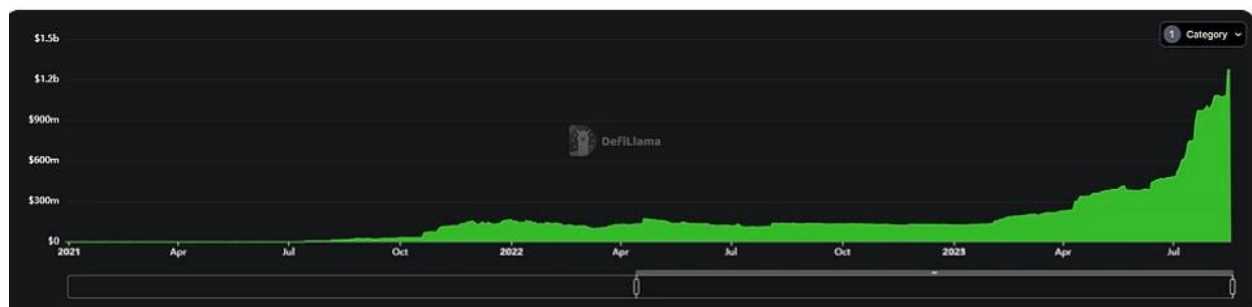 $1.5b
1 Category
$1.2b
$900m
DefiLlama
$600m
$300m
$0
2021 Apr Jul Oct 2022 Apr Jul Oct 2023 Apr Jul